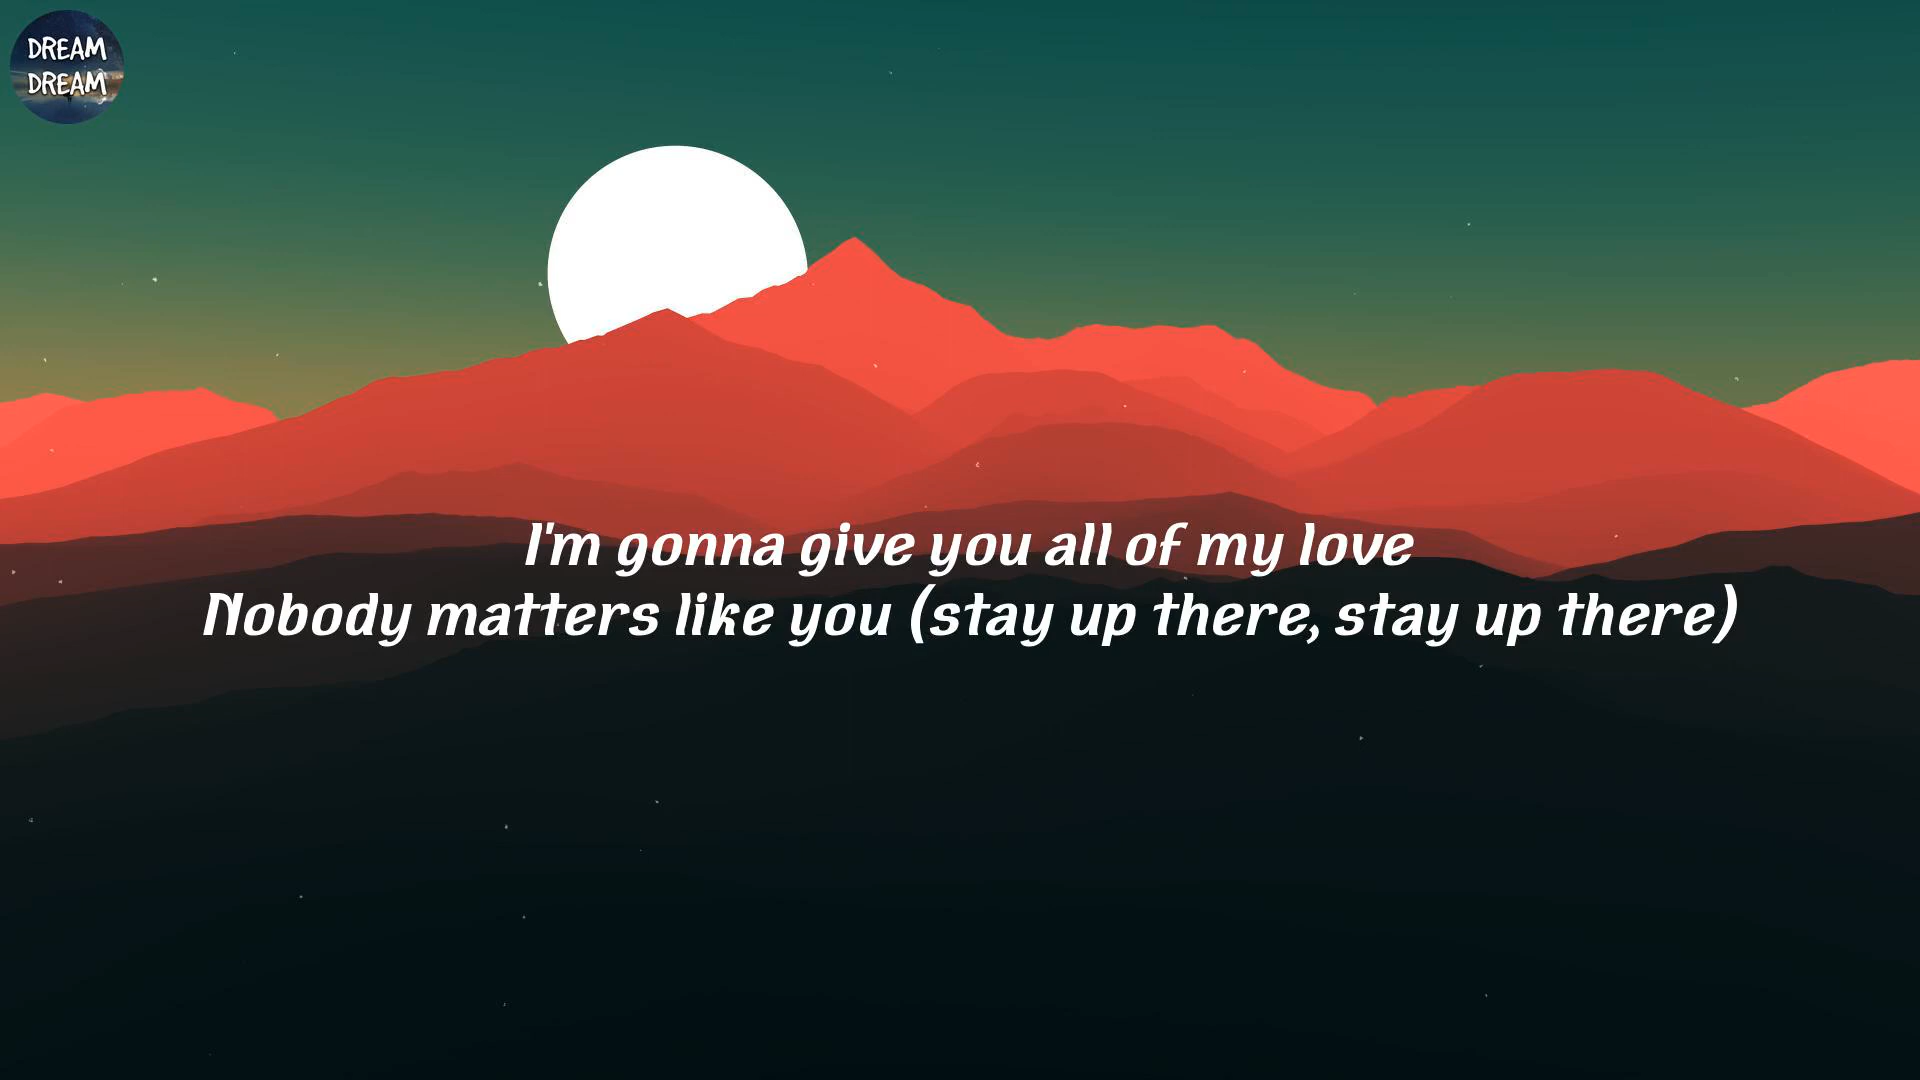 DREAM
DREAM
I'm gonna give you all of my love
Nobody matters like you (stay up there, stay up there)